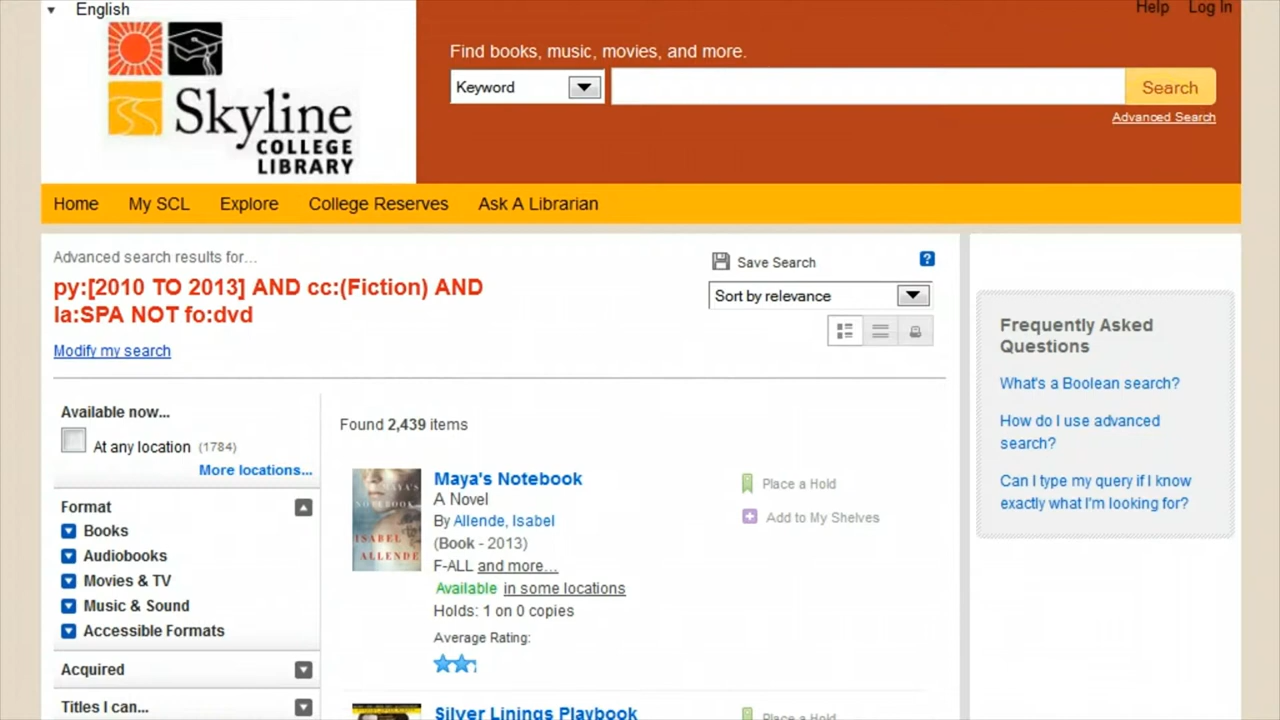 English
Help Log In
Skyline
COLLEGE
LIBRARY
Find books, music, movies, and more.
Keyword
Search
Advanced Search
Home My SCL Explore College Reserves Ask A Librarian
Advanced search results for...
py:[2010 TO 2013] AND cc:(Fiction) AND
la:SPA NOT fo:dvd
Modify my search
Save Search
?
Sort by relevance
Available now...
At any location (1784)
More locations...
Format
Books
Audiobooks
Movies & TV
Music & Sound
Accessible Formats
Acquired
Titles I can...
Found 2,439 items
MAYA'S
NOTEBOOK
ISABEL
ALLENDE
Maya's Notebook
A Novel
By Allende, Isabel
(Book - 2013)
F-ALL and more...
Available in some locations
Holds: 1 on 0 copies
Average Rating:
Place a Hold
Add to My Shelves
Silver Linings Playbook
Place a Hold
Frequently Asked
Questions
What's a Boolean search?
How do I use advanced
search?
Can I type my query if I know
exactly what I'm looking for?